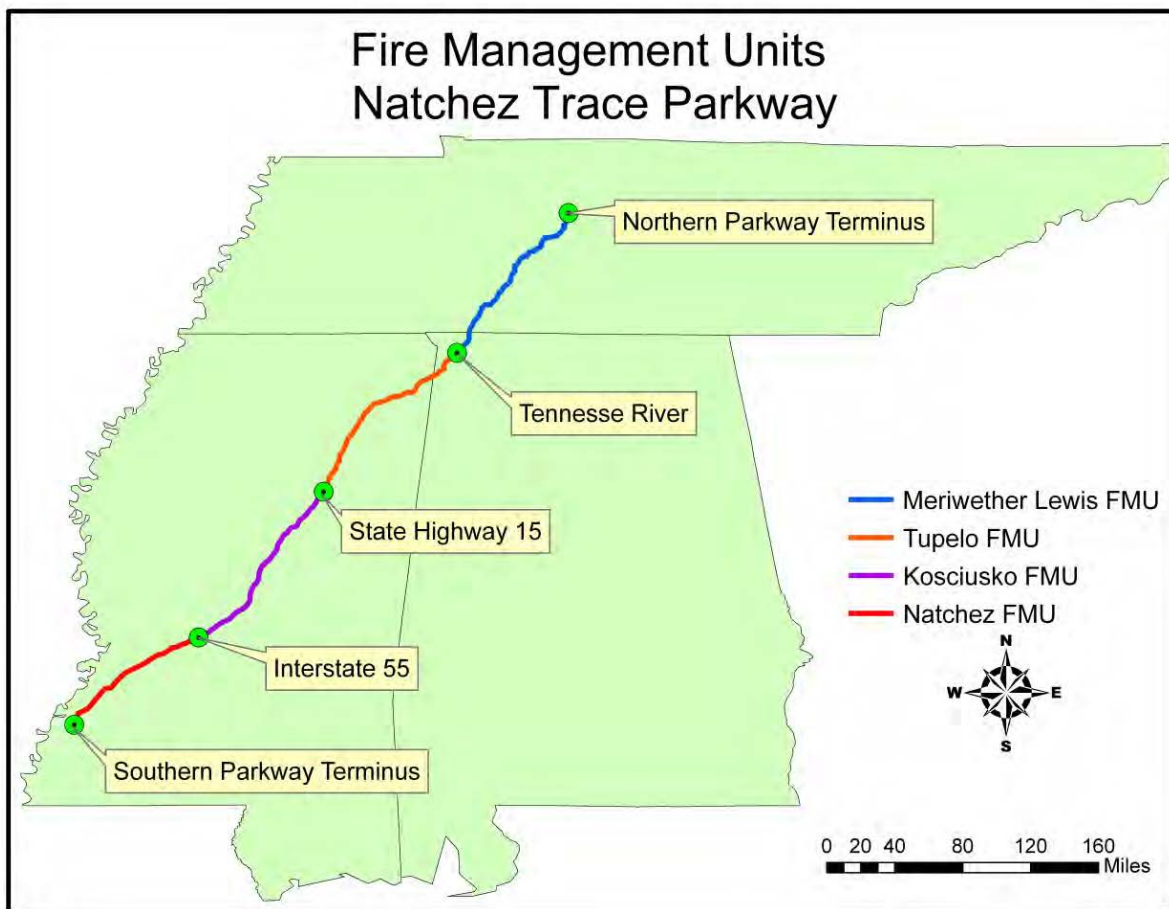 Fire Management Units
Natchez Trace Parkway
Northern Parkway Terminus
Tennesse River
State Highway 15
Interstate 55
Southern Parkway Terminus
Meriwether Lewis FMU
Tupelo FMU
Kosciusko FMU
Natchez FMU
N
W E
S
0 20 40 80 120 160
Miles